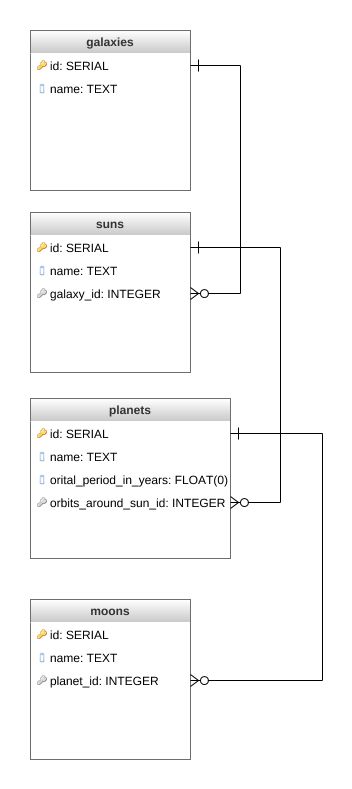 galaxies
id: SERIAL
name: TEXT
suns
id: SERIAL
name: TEXT
galaxy_id: INTEGER
planets
id: SERIAL
name: TEXT
orital_period_in_years: FLOAT(0)
orbits_around_sun_id: INTEGER
moons
id: SERIAL
name: TEXT
planet_id: INTEGER